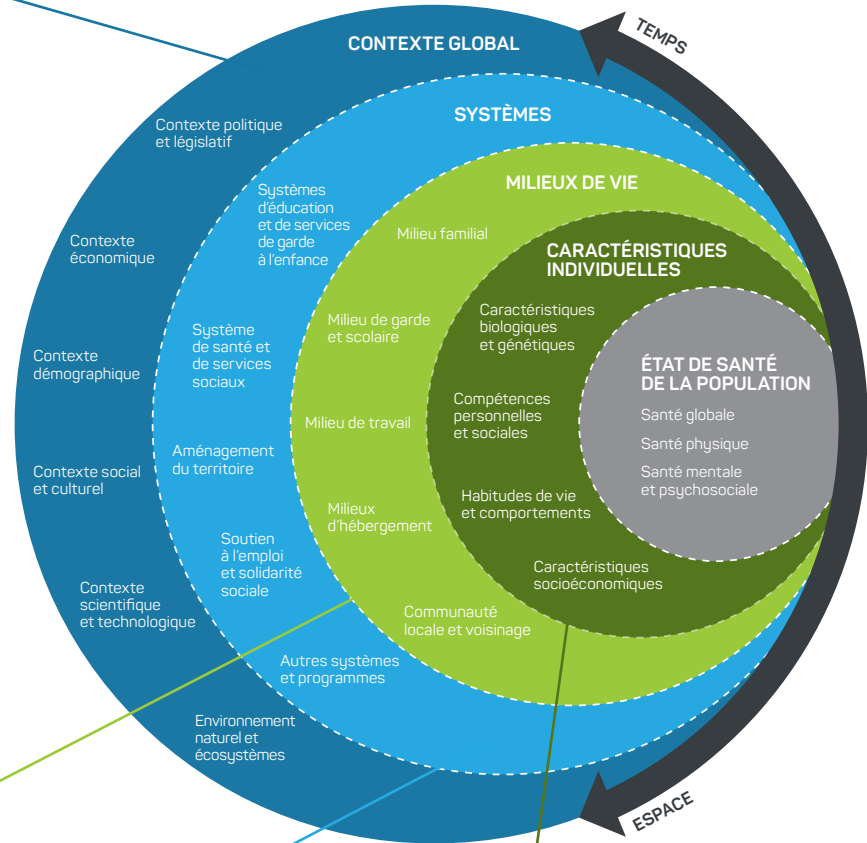 CONTEXTE GLOBAL
TEMPS
Contexte politique
et législatif
Contexte
économique
Contexte
démographique
Contexte social
et culturel
Contexte
scientifique
et technologique
Environnement
naturel et
écosystèmes
SYSTÈMES
Systèmes
d'éducation
et de services
de garde
à l'enfance
Système
de santé et
de services
sociaux
Aménagement
du territoire
Soutien
à l'emploi
et solidarité
sociale
Autres systèmes
et programmes
MILIEUX DE VIE
Milieu familial
Milieu de garde
et scolaire
Milieu de travail
Milieux
d'hébergement
Communauté
locale et voisinage
CARACTÉRISTIQUES
INDIVIDUELLES
Caractéristiques
biologiques
et génétiques
Compétences
personnelles
et sociales
Habitudes de vie
et comportements
Caractéristiques
socioéconomiques
ÉTAT DE SANTÉ
DE LA POPULATION
Santé globale
Santé physique
Santé mentale
et psychosociale
ESPACE